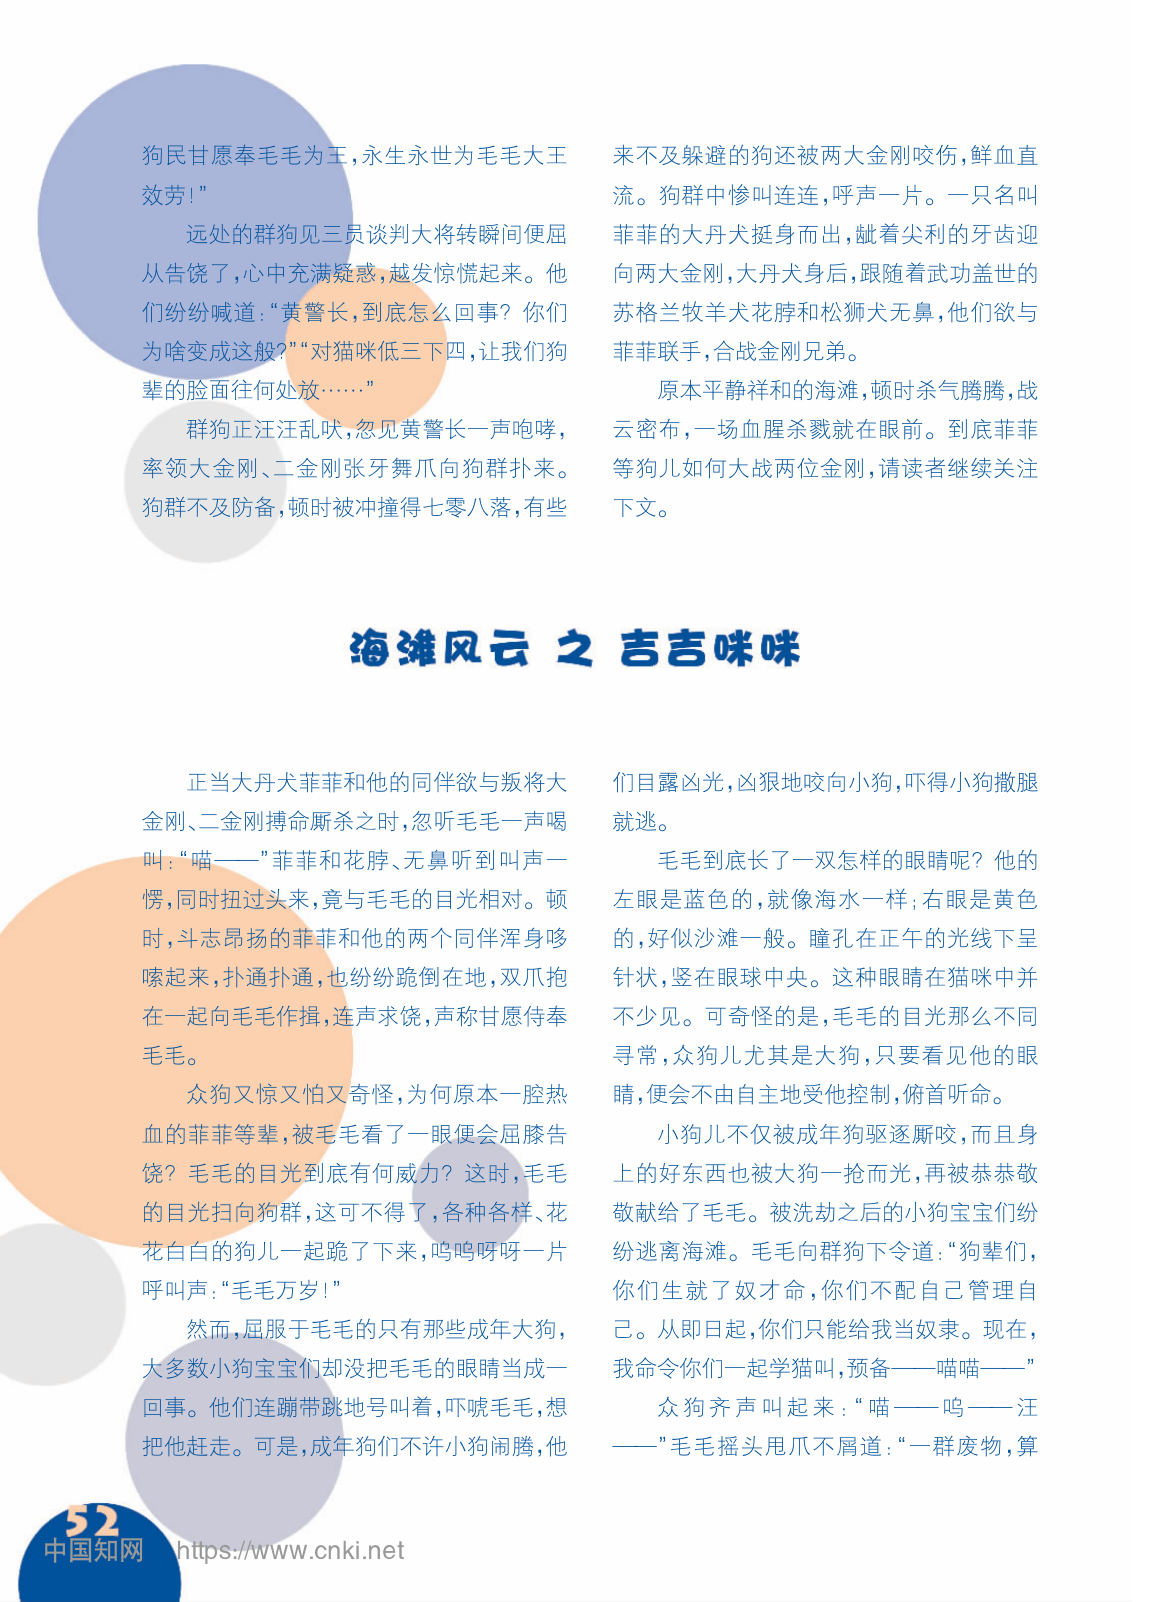 狗民甘愿奉毛毛为王,永生永世为毛毛大王
效劳!”
远处的群狗见三员谈判大将转瞬间便屈
从告饶了,心中充满疑惑,越发惊慌起来。他
们纷纷喊道:“黄警长,到底怎么回事?你们
为啥变成这般?”“对猫咪低三下四,让我们狗
辈的脸面往何处放……”
群狗正汪汪乱吠,忽见黄警长一声咆哮,
率领大金刚、二金刚张牙舞爪向狗群扑来。
狗群不及防备,顿时被冲撞得七零八落,有些
来不及躲避的狗还被两大金刚咬伤,鲜血直
流。狗群中惨叫连连,呼声一片。一只名叫
菲菲的大丹犬挺身而出,龇着尖利的牙齿迎
向两大金刚,大丹犬身后,跟随着武功盖世的
苏格兰牧羊犬花脖和松狮犬无鼻,他们欲与
菲菲联手,合战金刚兄弟。
原本平静祥和的海滩,顿时杀气腾腾,战
云密布,一场血腥杀戮就在眼前。到底菲菲
等狗儿如何大战两位金刚,请读者继续关注
下文。
海滩风云 之 吉吉咪咪
正当大丹犬菲菲和他的同伴欲与叛将大
金刚、二金刚搏命厮杀之时,忽听毛毛一声喝
叫:“喵——”菲菲和花脖、无鼻听到叫声一
愣,同时扭过头来,竟与毛毛的目光相对。顿
时,斗志昂扬的菲菲和他的两个同伴浑身哆
嗦起来,扑通扑通,也纷纷跪倒在地,双爪抱
在一起向毛毛作揖,连声求饶,声称甘愿侍奉
毛毛。
众狗又惊又怕又奇怪,为何原本一腔热
血的菲菲等辈,被毛毛看了一眼便会屈膝告
饶?毛毛的目光到底有何威力?这时,毛毛
的目光扫向狗群,这可不得了,各种各样、花
花白白的狗儿一起跪了下来,呜呜呀呀一片
呼叫声:“毛毛万岁!”
然而,屈服于毛毛的只有那些成年大狗,
大多数小狗宝宝们却没把毛毛的眼睛当成一
回事。他们连蹦带跳地号叫着,吓唬毛毛,想
把他赶走。可是,成年狗们不许小狗闹腾,他
们目露凶光,凶狠地咬向小狗,吓得小狗撒腿
就逃。
毛毛到底长了一双怎样的眼睛呢?他的
左眼是蓝色的,就像海水一样;右眼是黄色
的,好似沙滩一般。瞳孔在正午的光线下呈
针状,竖在眼球中央。这种眼睛在猫咪中并
不少见。可奇怪的是,毛毛的目光那么不同
寻常,众狗儿尤其是大狗,只要看见他的眼
睛,便会不由自主地受他控制,俯首听命。
小狗儿不仅被成年狗驱逐厮咬,而且身
上的好东西也被大狗一抢而光,再被恭恭敬
敬献给了毛毛。被洗劫之后的小狗宝宝们纷
纷逃离海滩。毛毛向群狗下令道:“狗辈们,
你们生就了奴才命,你们不配自己管理自
己。从即日起,你们只能给我当奴隶。现在,
我命令你们一起学猫叫,预备——喵喵——”
众狗齐声叫起来:“喵——呜——汪
——”毛毛摇头甩爪不屑道:“一群废物,算
52
中国知网 https://www.cnki.net